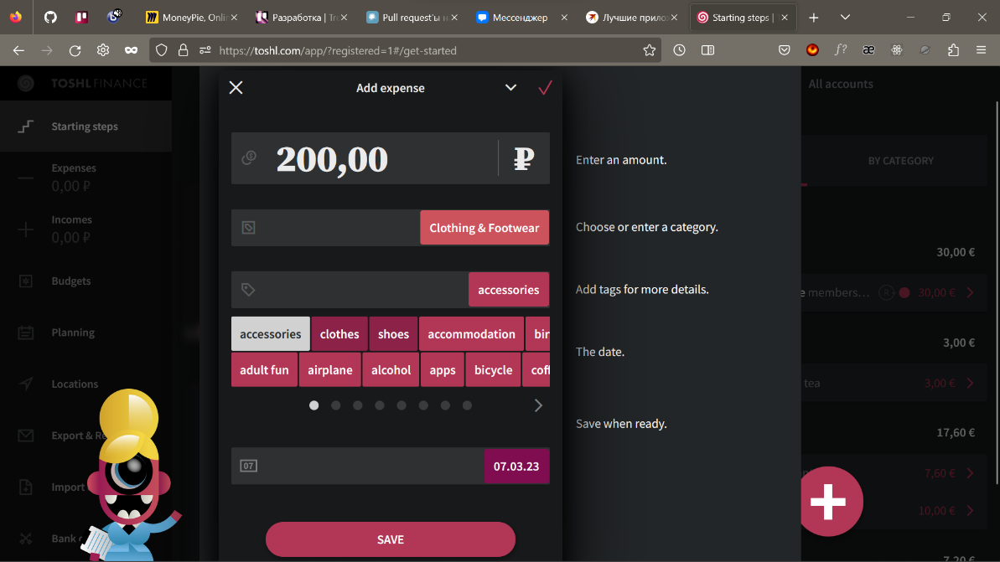 MoneyPie, Onlin
Разработка | Tr
Pull request'ы н
Мессенджер
Лучшие прилож
Starting steps |
https://toshl.com/app/?registered=1#/get-started
TOSHL FINANCE
Starting steps
Expenses
0,00 ₽
Incomes
0,00 ₽
Budgets
Planning
Locations
Export & Re
Import
Bank c
Add expense
200,00 ₽
Clothing & Footwear
accessories
accessories clothes shoes accommodation bir
adult fun airplane alcohol apps bicycle coff
07 07.03.23
SAVE
Enter an amount.
Choose or enter a category.
Add tags for more details.
The date.
Save when ready.
All accounts
BY CATEGORY
30,00 €
e members... R 30,00 €
3,00 €
tea 3,00 €
17,60 €
7,60 €
10,00 €
7,20 €